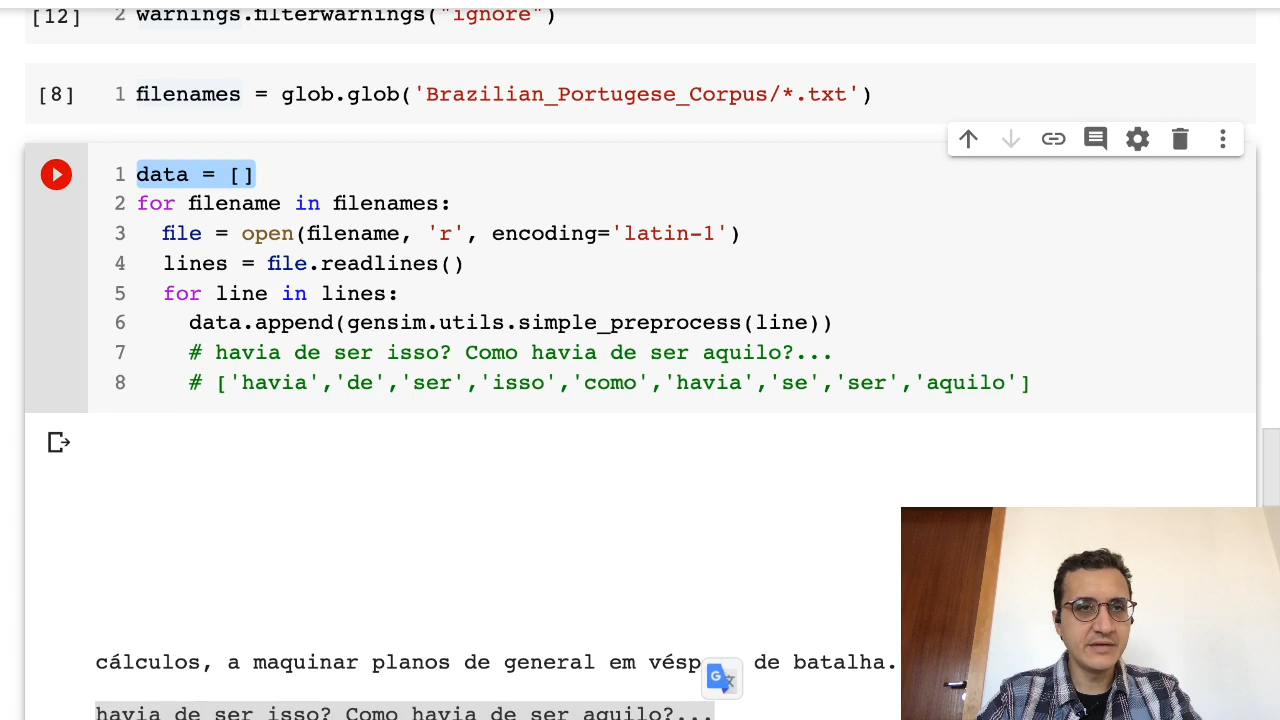 [12] 2 warnings.filterwarnings("ignore")
[8] 1 filenames = glob.glob('Brazilian_Portugese_Corpus/*.txt')
1 data = []
2 for filename in filenames:
3 file = open(filename, 'r', encoding='latin-1')
4 lines = file.readlines()
5 for line in lines:
6 data.append(gensim.utils.simple_preprocess(line))
7 # havia de ser isso? Como havia de ser aquilo?...
8 # ['havia','de','ser','isso','como','havia','se','ser','aquilo']
cálculos, a maquinar planos de general em vésp de batalha.
havia de ser isso? Como havia de ser aquilo?...